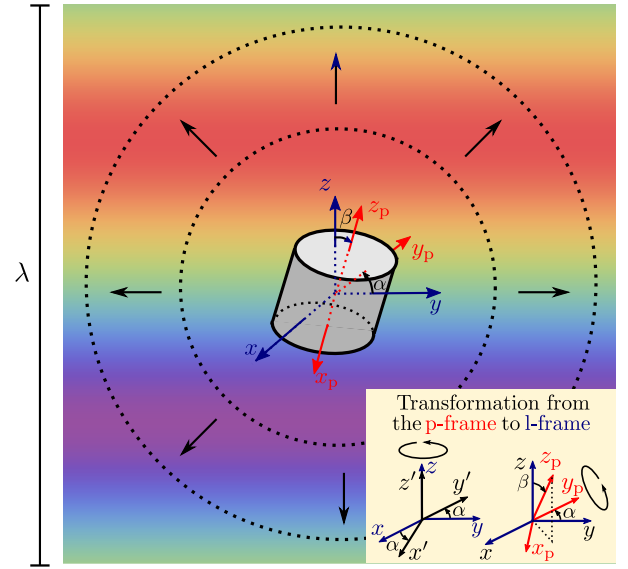 λ
z
z_p
β
y_p
α
y
x
x_p
Transformation from
the p-frame to l-frame
z
z'
y'
α
x
y
α
x'
z
z_p
β
y_p
α
y
x
x_p